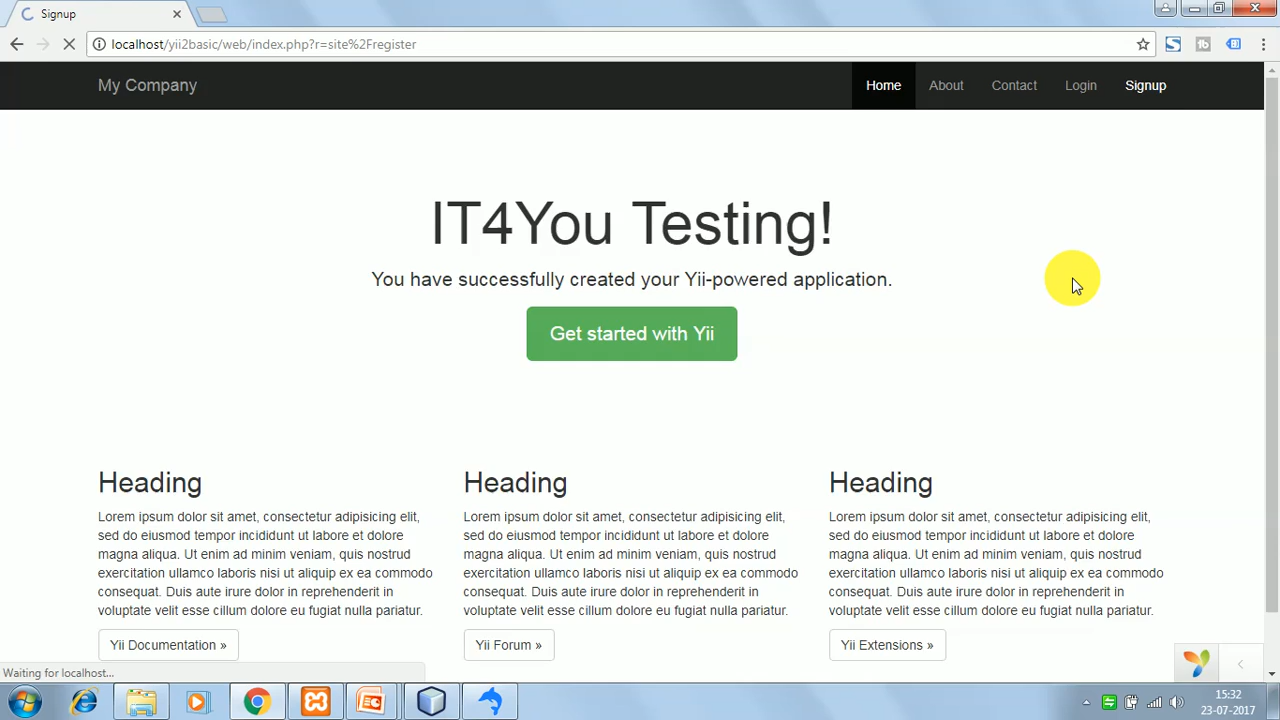 Signup
localhost/yii2basic/web/index.php?r=site%2Fregister
My Company
Home
About
Contact
Login
Signup
IT4You Testing!
You have successfully created your Yii-powered application.
Get started with Yii
Heading
Lorem ipsum dolor sit amet, consectetur adipisicing elit,
sed do eiusmod tempor incididunt ut labore et dolore
magna aliqua. Ut enim ad minim veniam, quis nostrud
exercitation ullamco laboris nisi ut aliquip ex ea commodo
consequat. Duis aute irure dolor in reprehenderit in
voluptate velit esse cillum dolore eu fugiat nulla pariatur.
Yii Documentation »
Heading
Lorem ipsum dolor sit amet, consectetur adipisicing elit,
sed do eiusmod tempor incididunt ut labore et dolore
magna aliqua. Ut enim ad minim veniam, quis nostrud
exercitation ullamco laboris nisi ut aliquip ex ea commodo
consequat. Duis aute irure dolor in reprehenderit in
voluptate velit esse cillum dolore eu fugiat nulla pariatur.
Yii Forum »
Heading
Lorem ipsum dolor sit amet, consectetur adipisicing elit,
sed do eiusmod tempor incididunt ut labore et dolore
magna aliqua. Ut enim ad minim veniam, quis nostrud
exercitation ullamco laboris nisi ut aliquip ex ea commodo
consequat. Duis aute irure dolor in reprehenderit in
voluptate velit esse cillum dolore eu fugiat nulla pariatur.
Yii Extensions »
Waiting for localhost...
15:32
23-07-2017